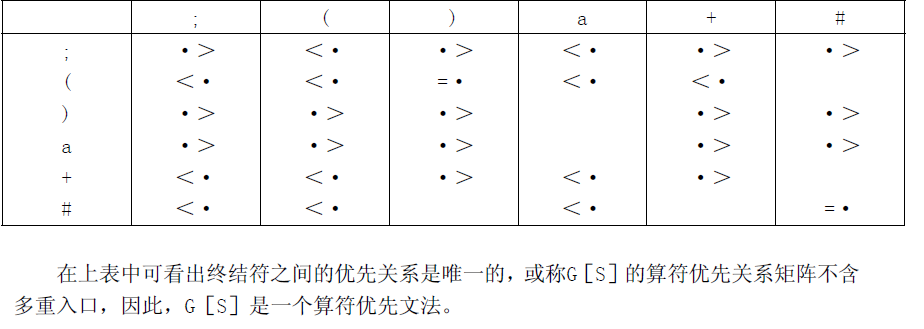 ; ( ) a + #
; ·> <· ·> <· ·> ·>
( <· <· =· <· <·
) ·> ·> ·> ·> ·>
a ·> ·> ·> ·> ·>
+ <· <· ·> <· ·>
# <· <· <· =·
在上表中可看出终结符之间的优先关系是唯一的，或称G［S］的算符优先关系矩阵不含
多重入口，因此，G［S］是一个算符优先文法。